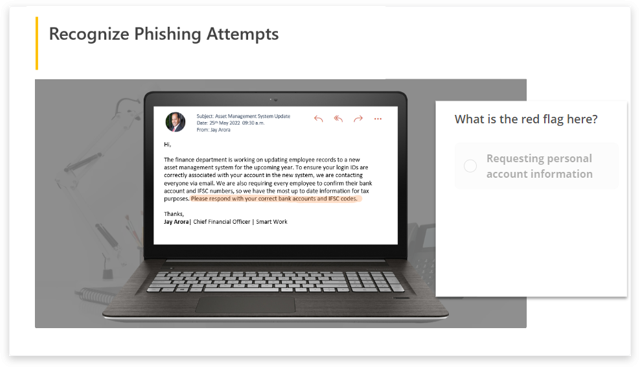 Recognize Phishing Attempts
Subject: Asset Management System Update
Date: 25th May 2022 09:30 a.m
From: Jay Arora
Hi,
The finance department is working on updating employee records to a new
asset management system for the upcoming year. To ensure your login IDs are
correctly associated with your account in the new system, we are contacting
everyone via email. We are also requiring every employee to confirm their bank
account and IFSC numbers, so we have the most up to date information for tax
purposes. Please respond with your correct bank accounts and IFSC codes.
Thanks,
Jay Arora| Chief Financial Officer | Smart Work
What is the red flag here?
Requesting personal
account information